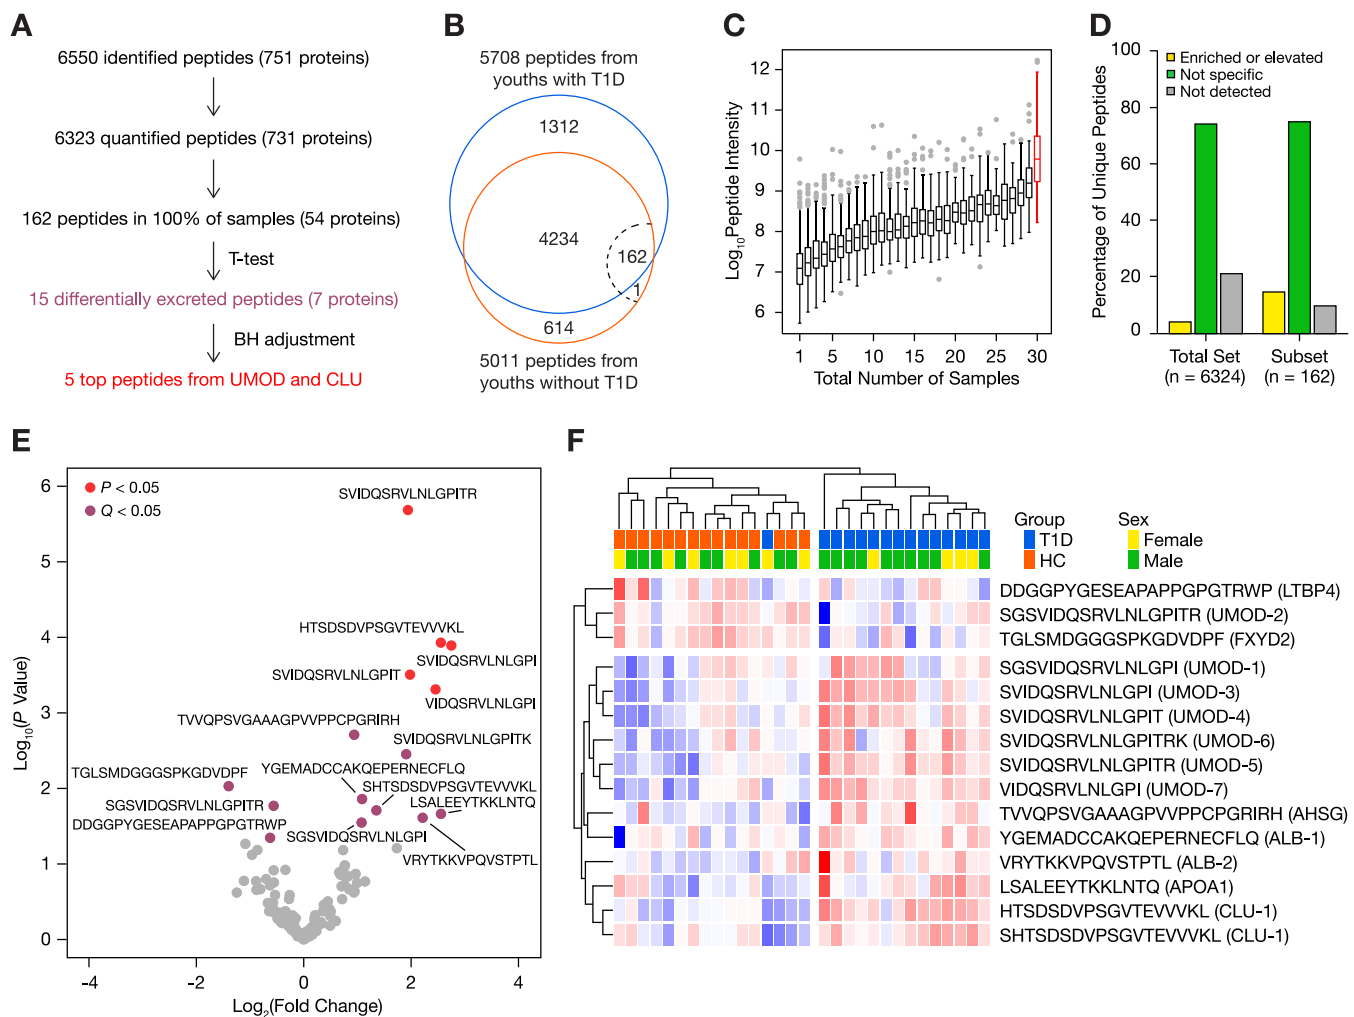 A
6550 identified peptides (751 proteins)
6323 quantified peptides (731 proteins)
162 peptides in 100% of samples (54 proteins)
T-test
15 differentially excreted peptides (7 proteins)
BH adjustment
5 top peptides from UMOD and CLU
B
5708 peptides from
youths with T1D
1312
4234
162
1
614
5011 peptides from
youths without T1D
C
Log10Peptide Intensity
12
11
10
9
8
7
6
1
5
10
15
20
25
30
Total Number of Samples
D
Percentage of Unique Peptides
100
80
60
40
20
0
Enriched or elevated
Not specific
Not detected
Total Set
(n = 6324)
Subset
(n = 162)
E
Log10(P Value)
6
5
4
3
2
1
0
P < 0.05
Q < 0.05
SVIDQSRVLNLGPITR
HTSDSDVPSGVTEVVVKL
SVIDQSRVLNLGPI
SVIDQSRVLNLGPIT
VIDQSRVLNLGPI
TVVQPSVGAAAGPVVPPCPGRIRH
SVIDQSRVLNLGPITK
YGEMADCCAKQEPERNECFLQ
TGLSMDGGGSPKGDVDPF
SHTSDSDVPSGVTEVVVKL
SGSVIDQSRVLNLGPITR
LSALEEYTKKLNTQ
DDGGPYGESEAPAPPGPGTRWP
SGSVIDQSRVLNLGPI
VRYTKKVPQVSTPTL
-4
-2
0
2
4
Log2(Fold Change)
F
Group
T1D
HC
Sex
Female
Male
DDGGPYGESEAPAPPGPGTRWP (LTBP4)
SGSVIDQSRVLNLGPITR (UMOD-2)
TGLSMDGGGSPKGDVDPF (FXYD2)
SGSVIDQSRVLNLGPI (UMOD-1)
SVIDQSRVLNLGPI (UMOD-3)
SVIDQSRVLNLGPIT (UMOD-4)
SVIDQSRVLNLGPITRK (UMOD-6)
SVIDQSRVLNLGPITR (UMOD-5)
VIDQSRVLNLGPI (UMOD-7)
TVVQPSVGAAAGPVVPPCPGRIRH (AHSG)
YGEMADCCAKQEPERNECFLQ (ALB-1)
VRYTKKVPQVSTPTL (ALB-2)
LSALEEYTKKLNTQ (APOA1)
HTSDSDVPSGVTEVVVKL (CLU-1)
SHTSDSDVPSGVTEVVVKL (CLU-1)